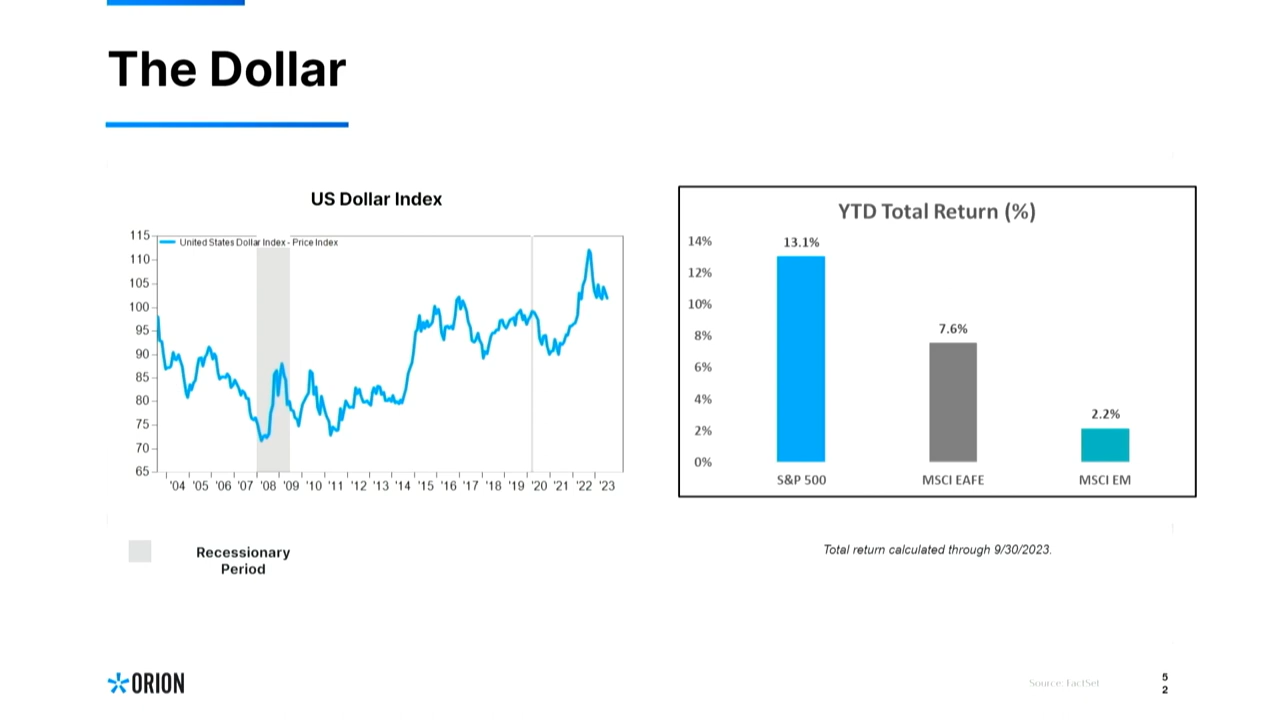 The Dollar
US Dollar Index
United States Dollar Index - Price Index
115
110
105
100
95
90
85
80
75
70
65
'04 '05 '06 '07 '08 '09 '10 '11 '12 '13 '14 '15 '16 '17 '18 '19 '20 '21 '22 '23
Recessionary
Period
YTD Total Return (%)
14%
12%
10%
8%
6%
4%
2%
0%
13.1%
7.6%
2.2%
S&P 500 MSCI EAFE MSCI EM
Total return calculated through 9/30/2023.
ORION
Source: FactSet
5
2